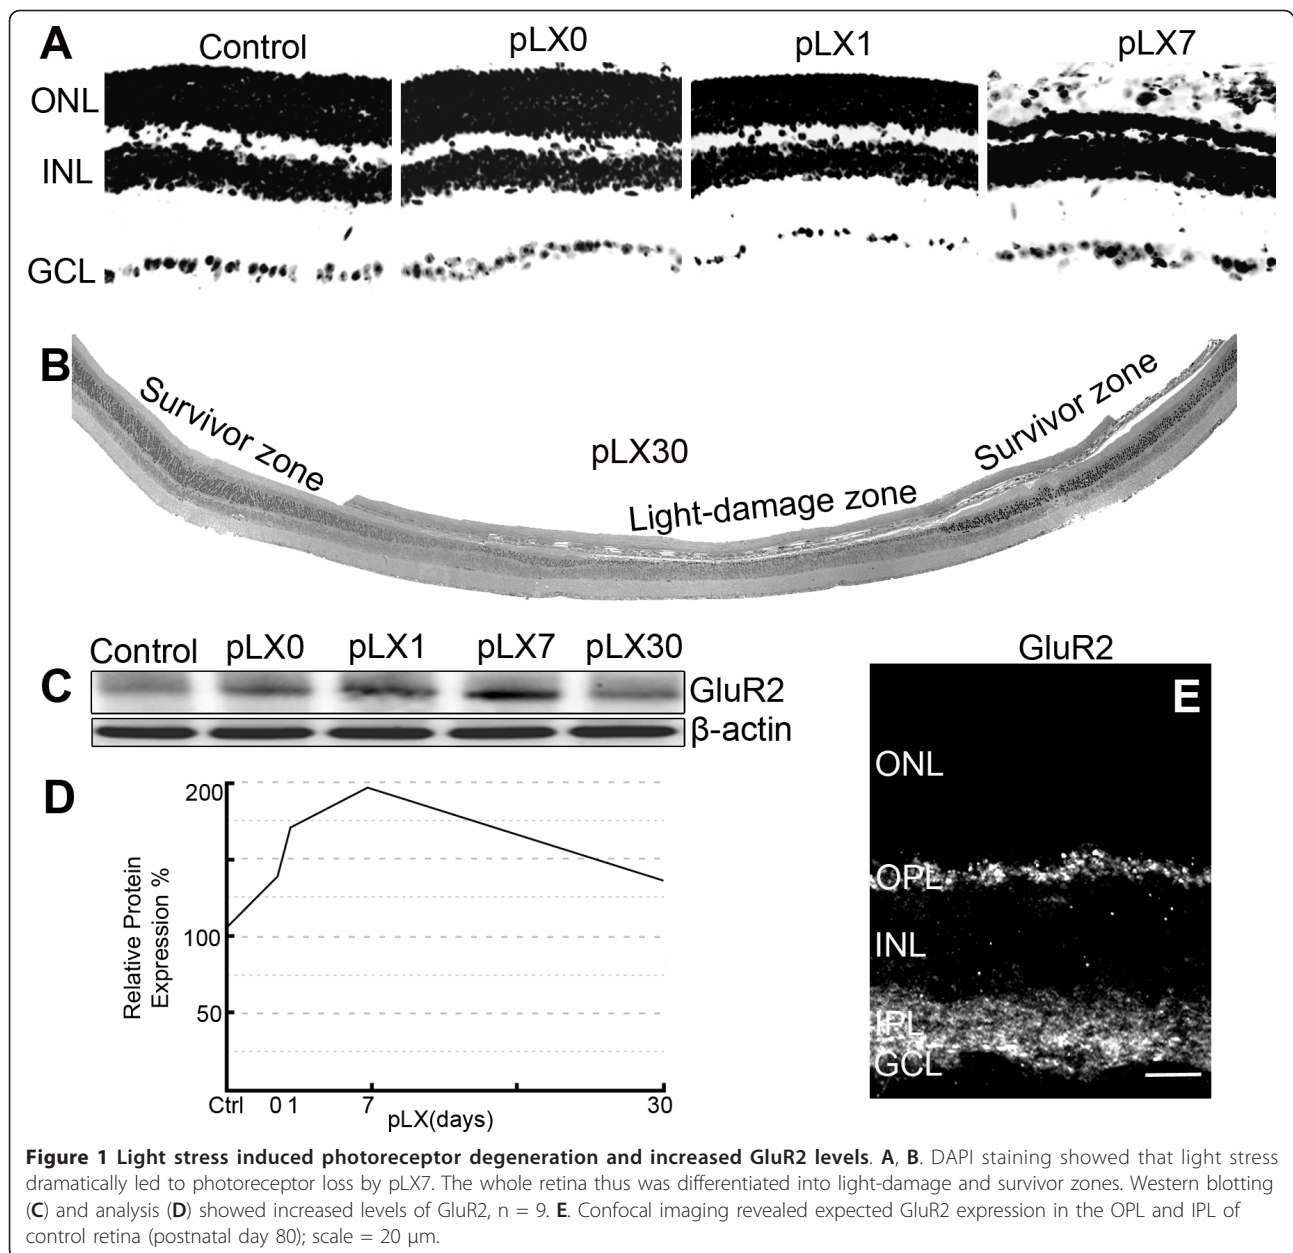 A
Control
pLX0
pLX1
pLX7
ONL
INL
GCL
B
Survivor zone
pLX30
Light-damage zone
Survivor zone
Control pLX0 pLX1 pLX7 pLX30
C
GluR2
β-actin
D
200
100
50
Relative Protein
Expression %
Ctrl 0 1 7 30
pLX(days)
GluR2
E
ONL
OPL
INL
IPL
GCL
Figure 1 Light stress induced photoreceptor degeneration and increased GluR2 levels. A, B. DAPI staining showed that light stress
dramatically led to photoreceptor loss by pLX7. The whole retina thus was differentiated into light-damage and survivor zones. Western blotting
(C) and analysis (D) showed increased levels of GluR2, n = 9. E. Confocal imaging revealed expected GluR2 expression in the OPL and IPL of
control retina (postnatal day 80); scale = 20 μm.